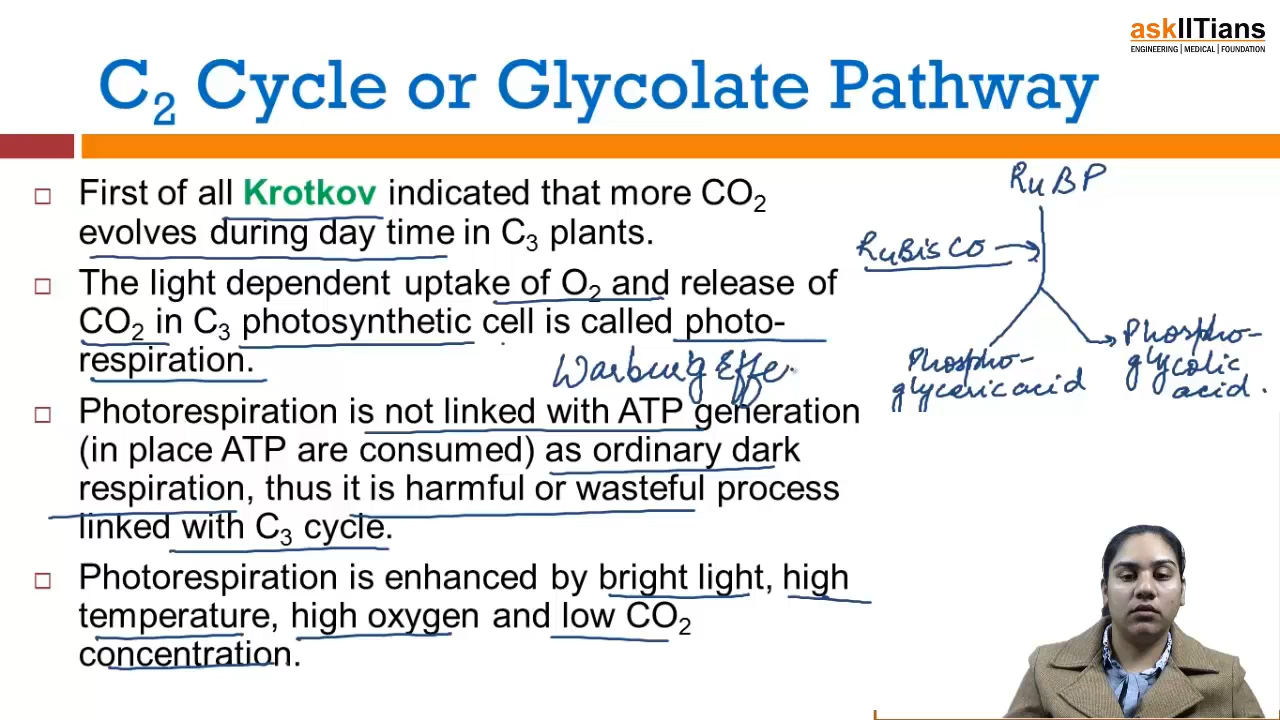 askIITians
ENGINEERING | MEDICAL | FOUNDATION
C₂ Cycle or Glycolate Pathway
First of all Krotkov indicated that more CO₂
evolves during day time in C₃ plants.
The light dependent uptake of O₂ and release of
CO₂ in C₃ photosynthetic cell is called photo-
respiration.
Warburg Effe
Photorespiration is not linked with ATP generation
(in place ATP are consumed) as ordinary dark
respiration, thus it is harmful or wasteful process
linked with C₃ cycle.
Photorespiration is enhanced by bright light, high
temperature, high oxygen and low CO₂
concentration.
RuBP
RuBisCO
Phospho-
glyceric acid
Phospho-
glycolic
acid.